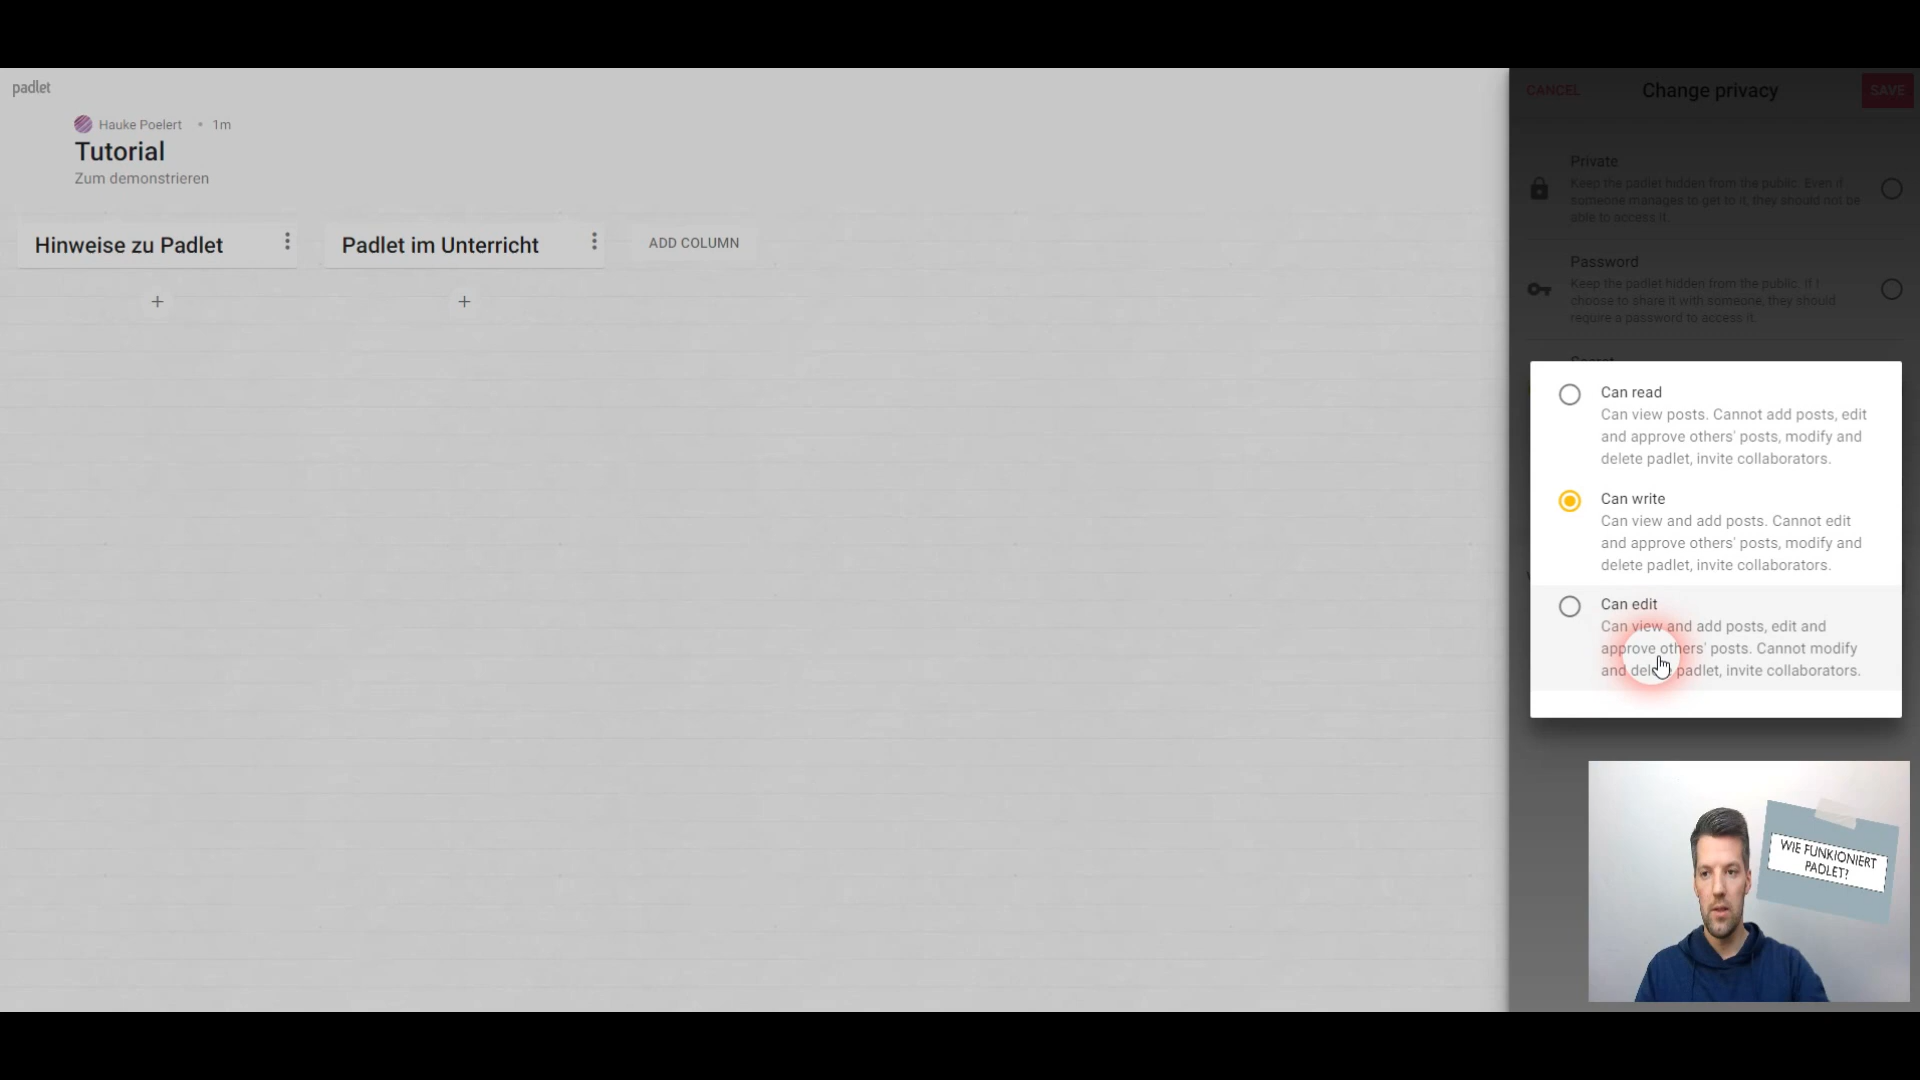 padlet
Hauke Poelert • 1m
Tutorial
Zum demonstrieren
Hinweise zu Padlet
Padlet im Unterricht
ADD COLUMN
+
+
CANCEL
Change privacy
SAVE
Private
Keep the padlet hidden from the public. Even if
someone manages to get to it, they should not be
able to access it.
Password
Keep the padlet hidden from the public. If I
choose to share it with someone, they should
require a password to access it.
Can read
Can view posts. Cannot add posts, edit
and approve others' posts, modify and
delete padlet, invite collaborators.
Can write
Can view and add posts. Cannot edit
and approve others' posts, modify and
delete padlet, invite collaborators.
Can edit
Can view and add posts, edit and
approve others' posts. Cannot modify
and delete padlet, invite collaborators.
WIE FUNKIONIERT
PADLET?